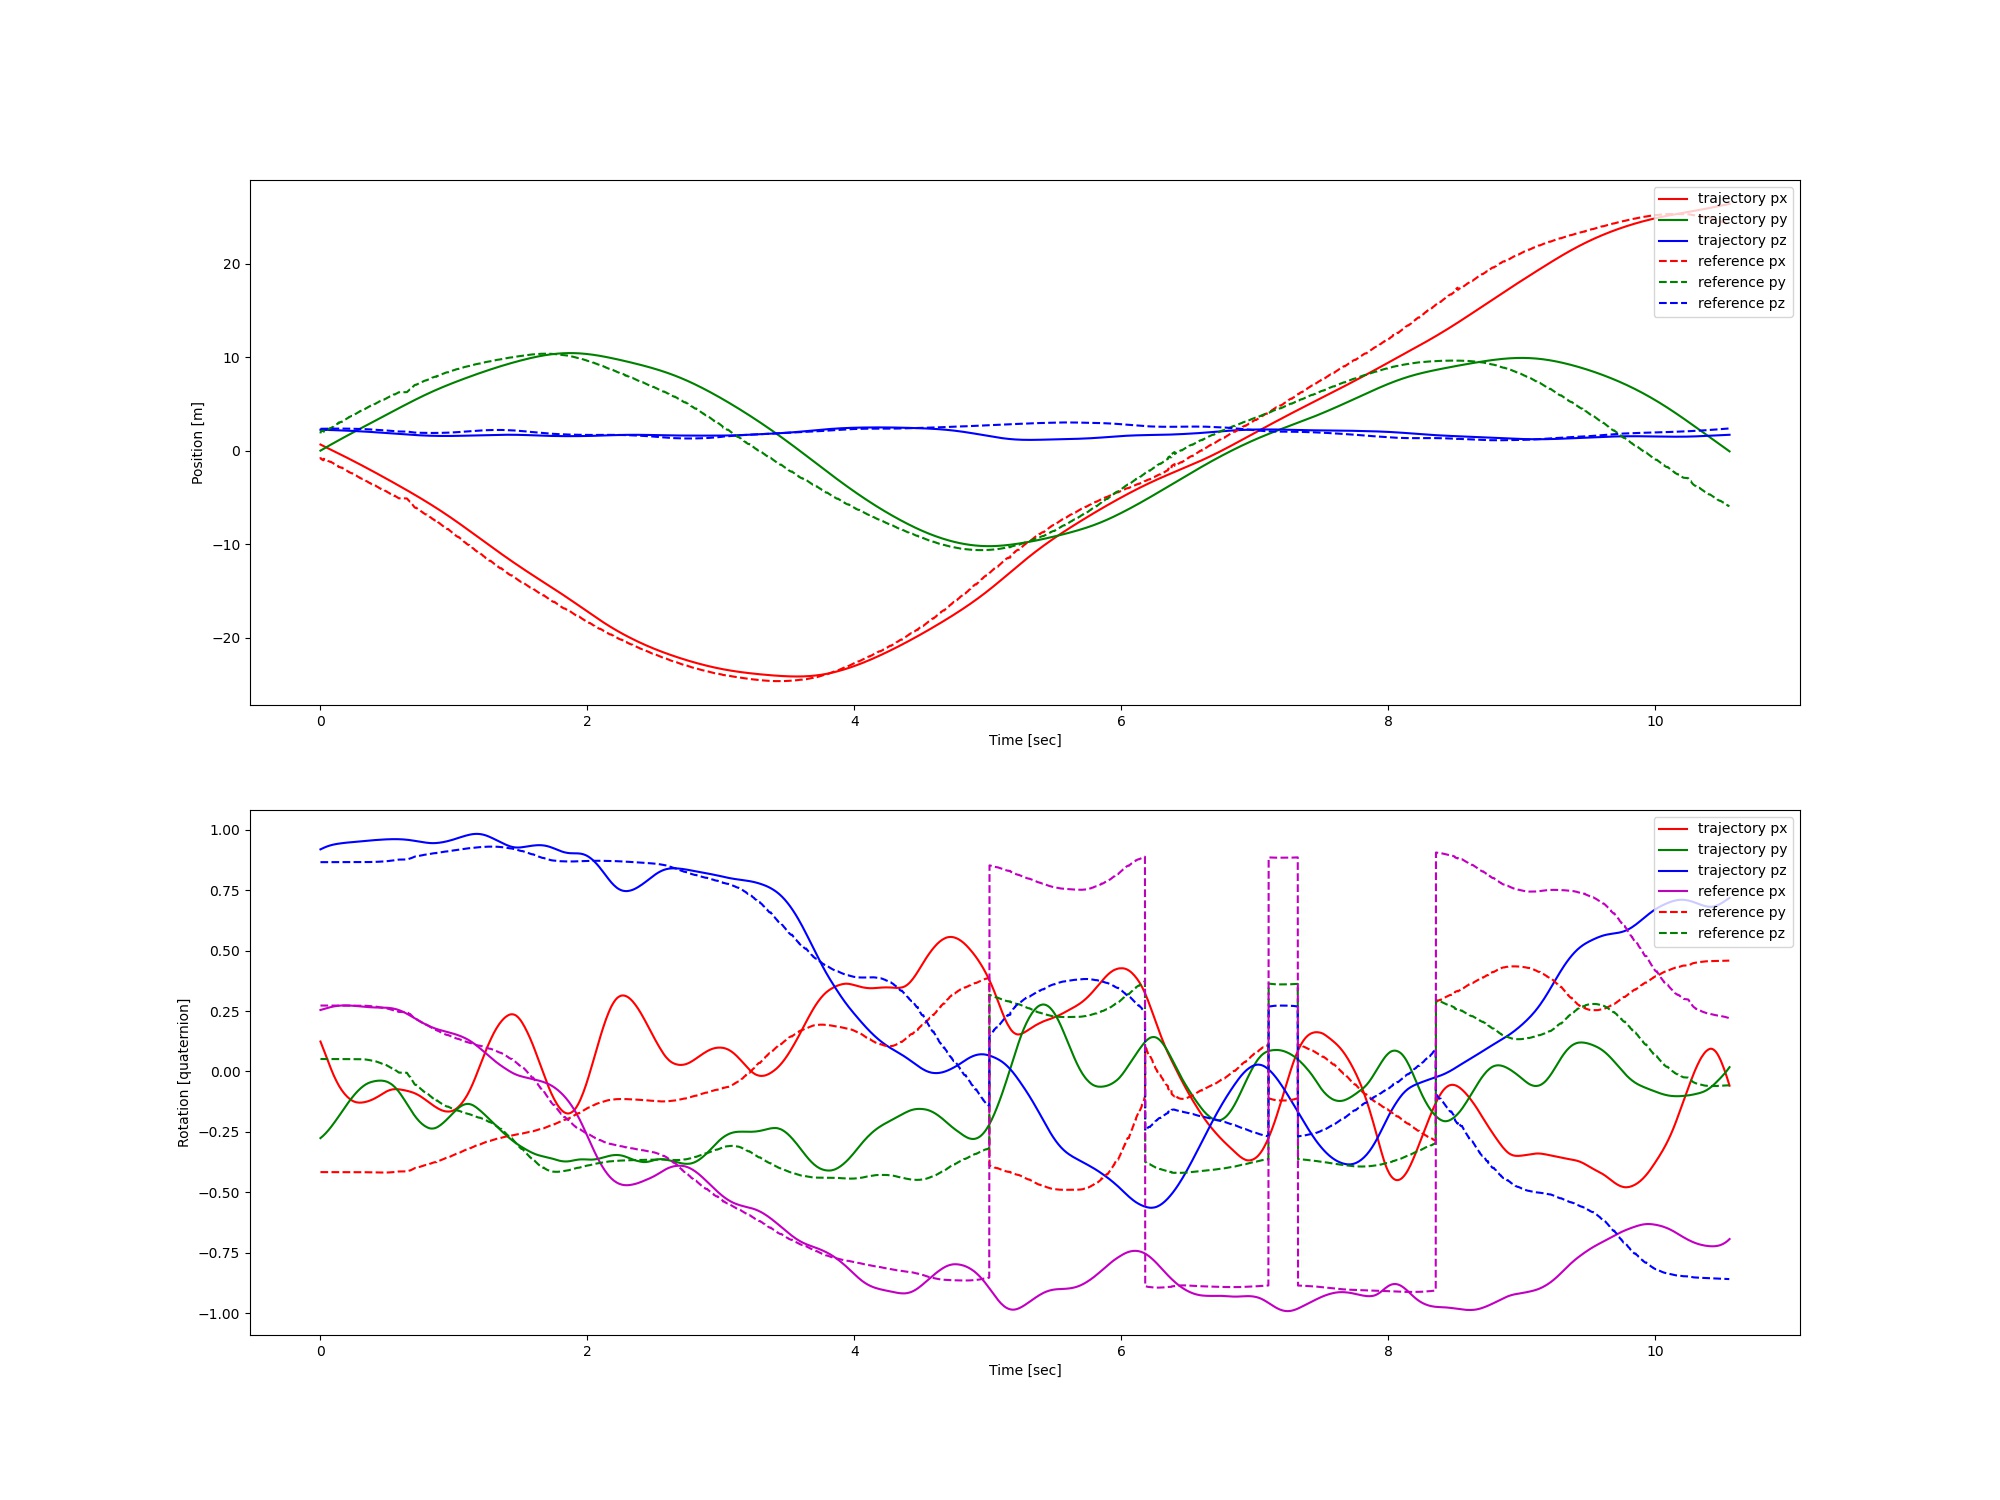 20
10
0
−10
−20
Position [m]
0 2 4 6 8 10
Time [sec]
trajectory px
trajectory py
trajectory pz
reference px
reference py
reference pz
1.00
0.75
0.50
0.25
0.00
−0.25
−0.50
−0.75
−1.00
Rotation [quaternion]
0 2 4 6 8 10
Time [sec]
trajectory px
trajectory py
trajectory pz
reference px
reference py
reference pz